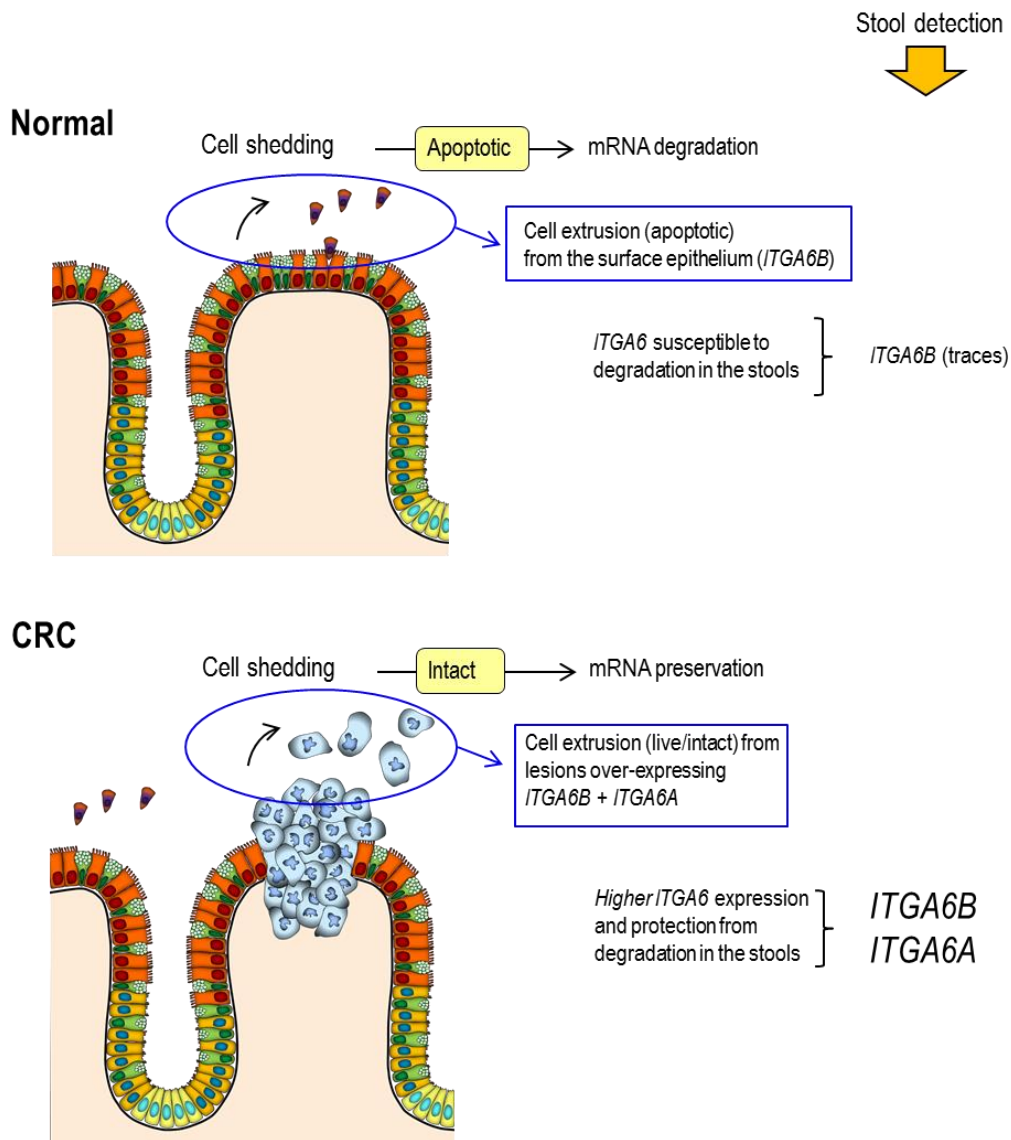 Stool detection
Normal
Cell shedding
Apoptotic
mRNA degradation
Cell extrusion (apoptotic)
from the surface epithelium (ITGA6B)
ITGA6 susceptible to
degradation in the stools
ITGA6B (traces)
CRC
Cell shedding
Intact
mRNA preservation
Cell extrusion (live/intact) from
lesions over-expressing
ITGA6B + ITGA6A
Higher ITGA6 expression
and protection from
degradation in the stools
ITGA6B
ITGA6A